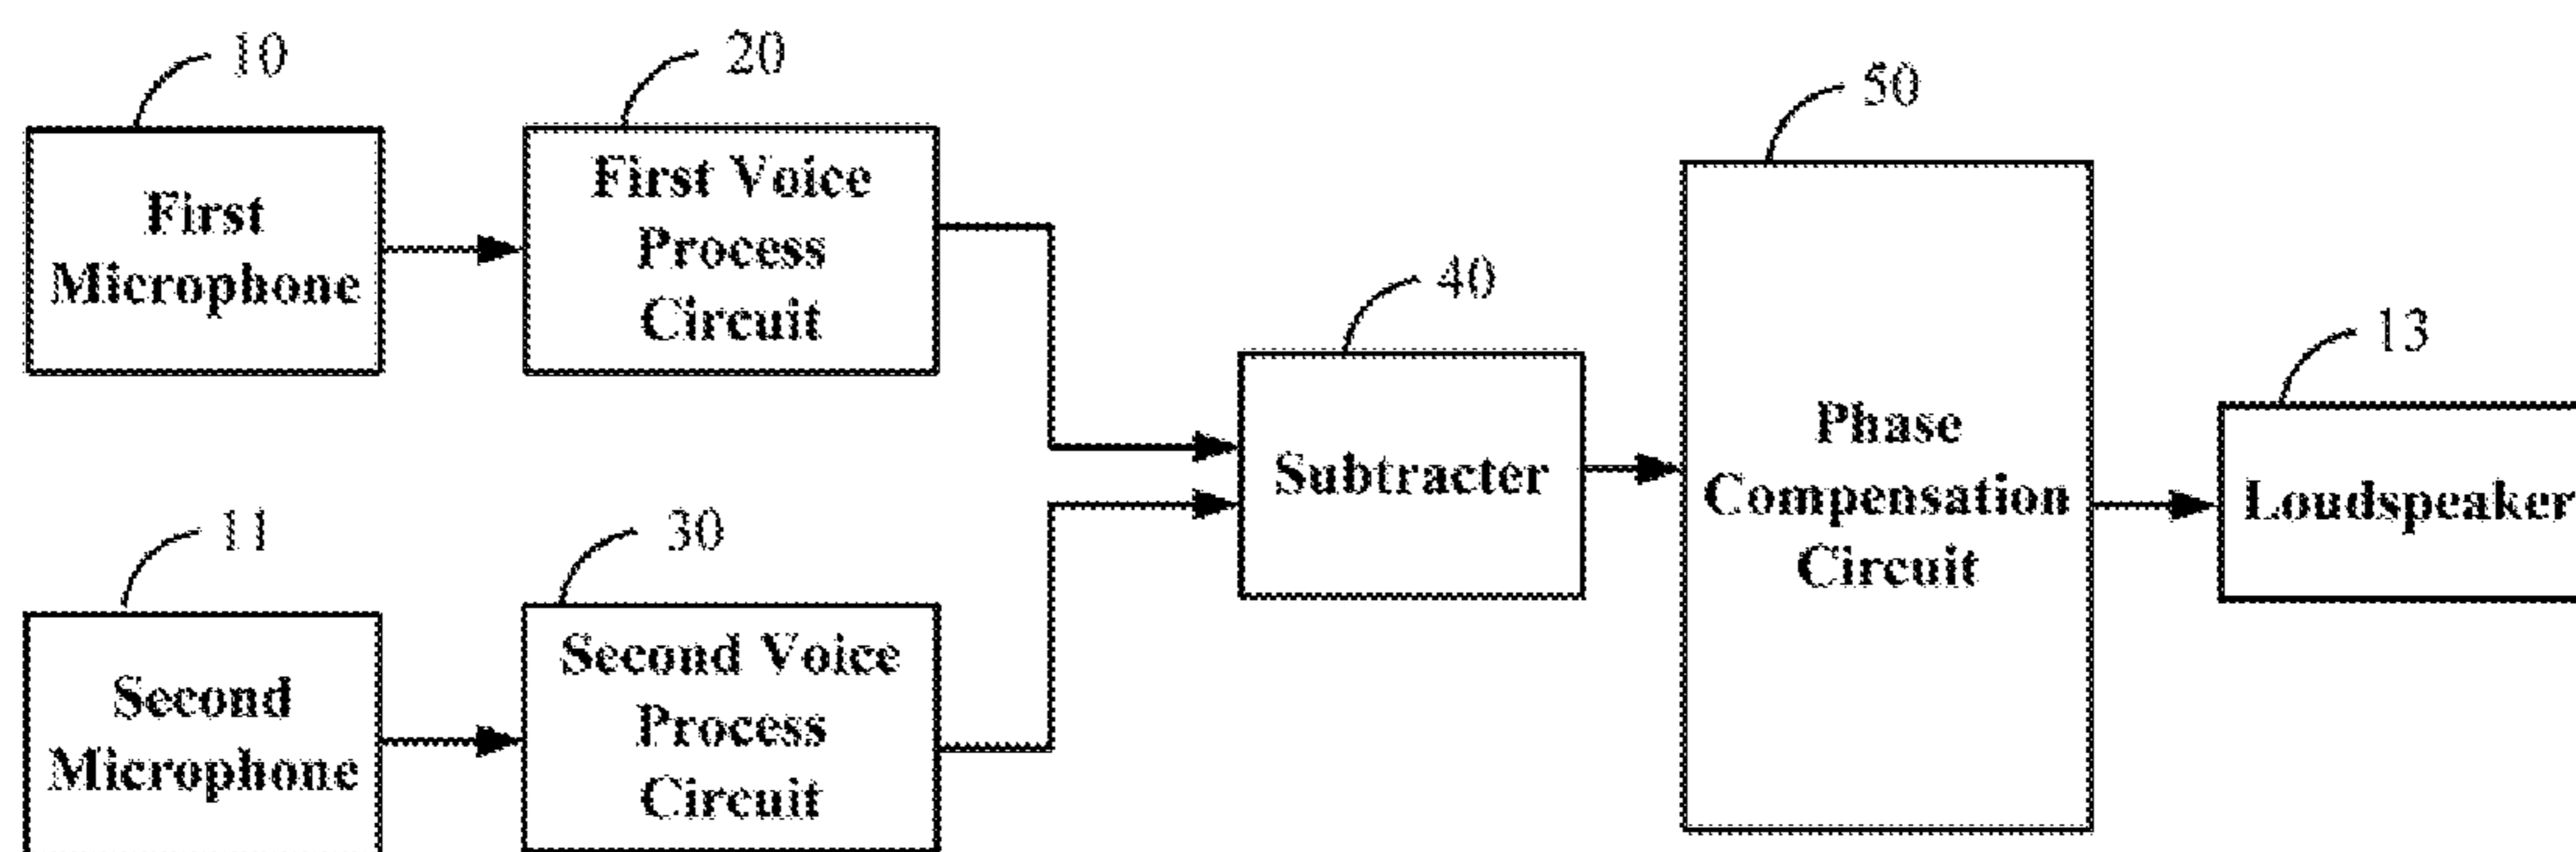 10
First
Microphone
20
First Voice
Process
Circuit
11
Second
Microphone
30
Second Voice
Process
Circuit
40
Subtracter
50
Phase
Compensation
Circuit
13
Loudspeaker